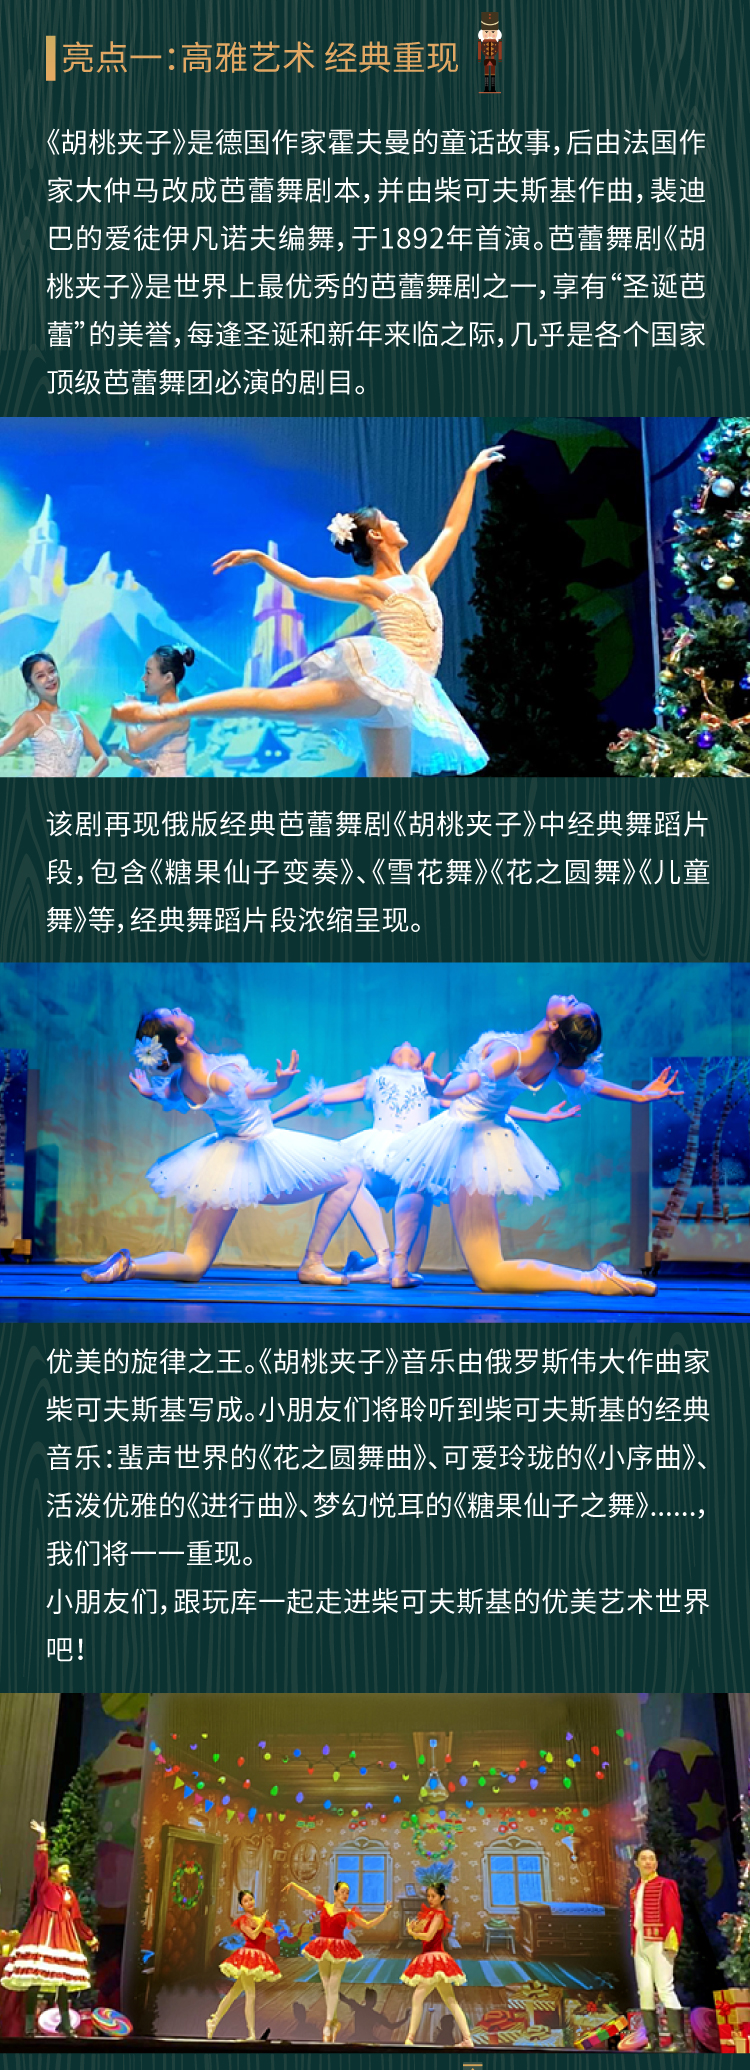 亮点一：高雅艺术 经典重现
《胡桃夹子》是德国作家霍夫曼的童话故事，后由法国作
家大仲马改成芭蕾舞剧本，并由柴可夫斯基作曲，裴迪
巴的爱徒伊凡诺夫编舞，于1892年首演。芭蕾舞剧《胡
桃夹子》是世界上最优秀的芭蕾舞剧之一，享有“圣诞芭
蕾”的美誉，每逢圣诞和新年来临之际，几乎是各个国家
顶级芭蕾舞团必演的剧目。
该剧再现俄版经典芭蕾舞剧《胡桃夹子》中经典舞蹈片
段，包含《糖果仙子变奏》、《雪花舞》《花之圆舞》《儿童
舞》等，经典舞蹈片段浓缩呈现。
优美的旋律之王。《胡桃夹子》音乐由俄罗斯伟大作曲家
柴可夫斯基写成。小朋友们将聆听到柴可夫斯基的经典
音乐：蜚声世界的《花之圆舞曲》、可爱玲珑的《小序曲》、
活泼优雅的《进行曲》、梦幻悦耳的《糖果仙子之舞》......，
我们将一一重现。
小朋友们，跟玩库一起走进柴可夫斯基的优美艺术世界
吧！